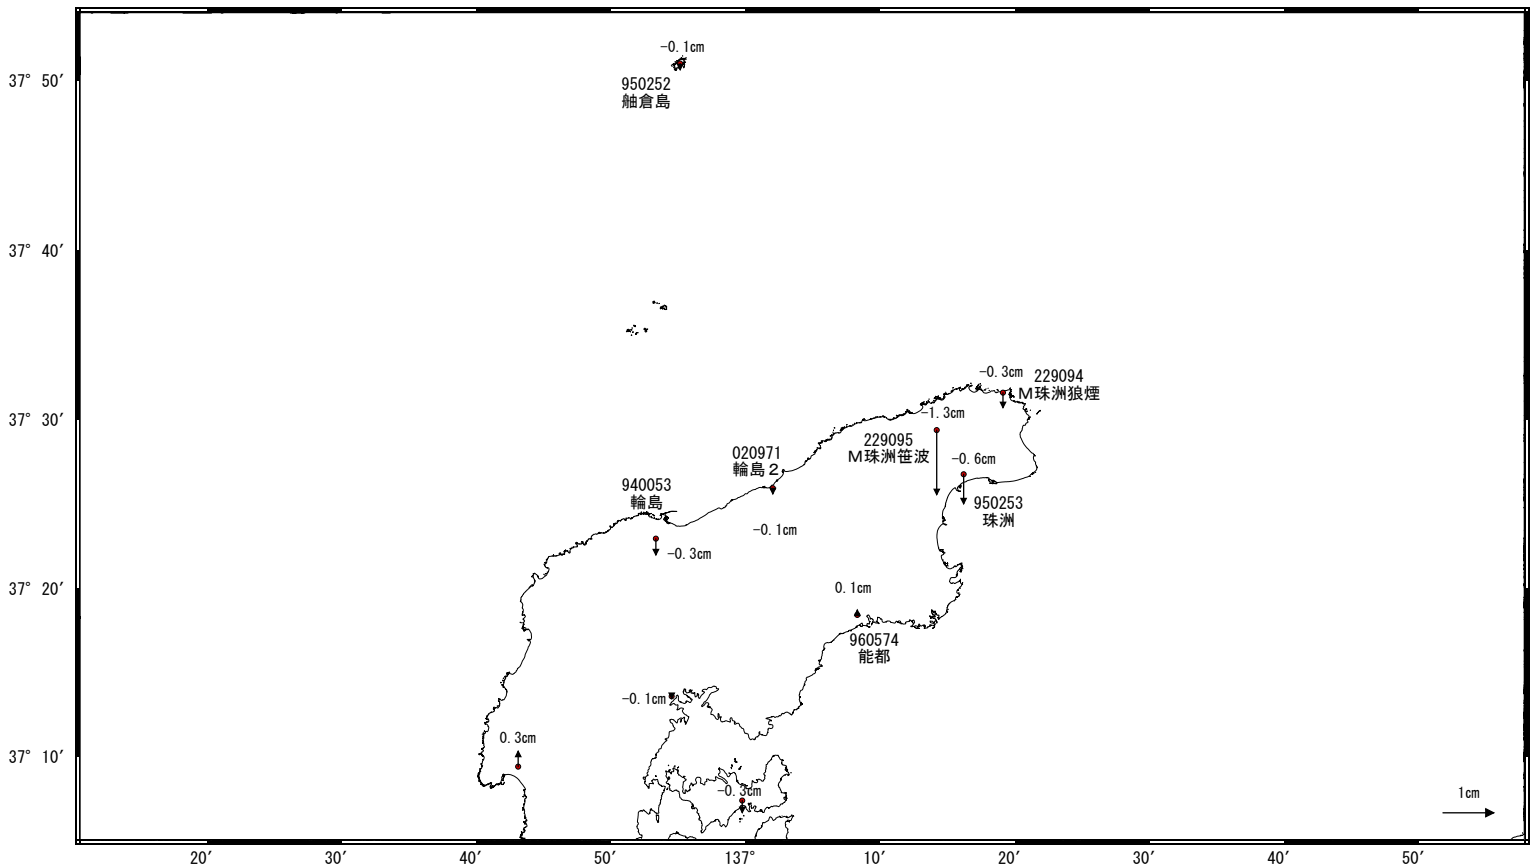 -0.1cm
37° 50′
950252
舳倉島
37° 40′
-0.3cm
229094
M珠洲狼煙
37° 30′
-1.3cm
229095
M珠洲笹波
020971
輪島２
-0.6cm
940053
輪島
950253
珠洲
-0.1cm
-0.3cm
37° 20′
0.1cm
960574
能都
-0.1cm
0.3cm
37° 10′
-0.3cm
1cm
20′
30′
40′
50′
137°
10′
20′
30′
40′
50′